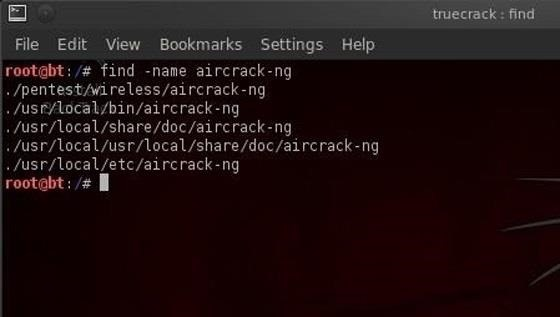 truecrack : find
File Edit View Bookmarks Settings Help
root@bt:/# find -name aircrack-ng
./pentest/wireless/aircrack-ng
./usr/local/bin/aircrack-ng
./usr/local/share/doc/aircrack-ng
./usr/local/usr/local/share/doc/aircrack-ng
./usr/local/etc/aircrack-ng
root@bt:/#